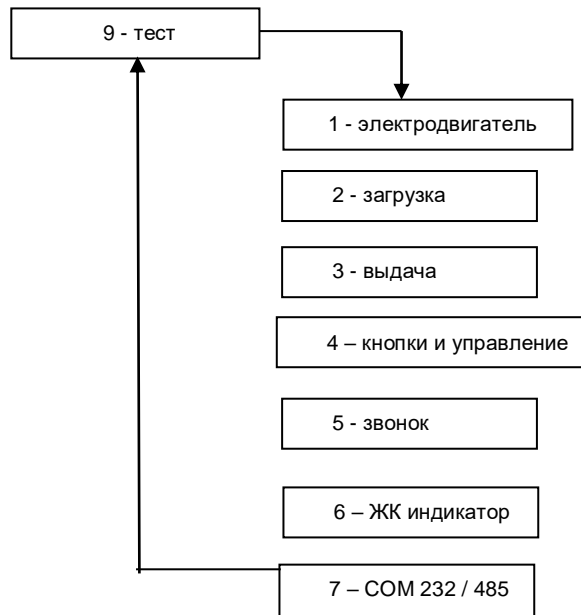 9 - тест
1 - электродвигатель
2 - загрузка
3 - выдача
4 – кнопки и управление
5 - звонок
6 – ЖК индикатор
7 – COM 232 / 485